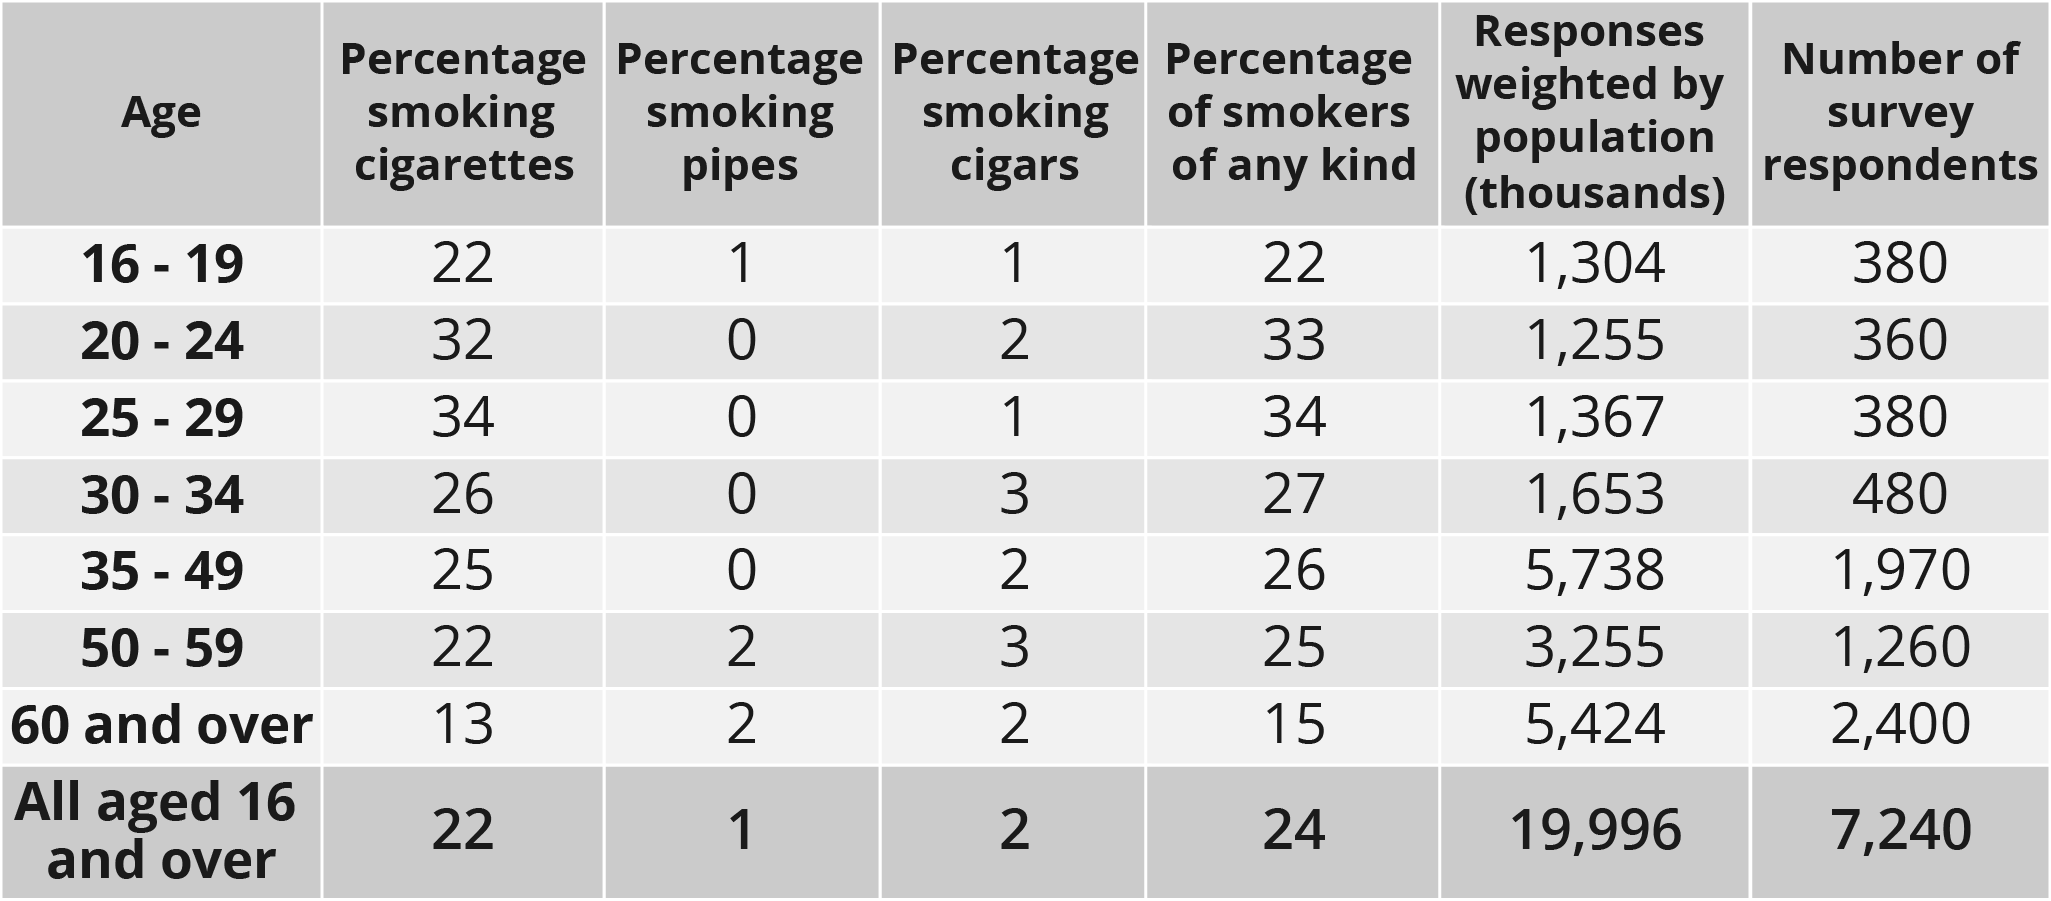 Age
Percentage
smoking
cigarettes
Percentage
smoking
pipes
Percentage
smoking
cigars
Percentage
of smokers
of any kind
Responses
weighted by
population
(thousands)
Number of
survey
respondents
16 - 19 22 1 1 22 1,304 380
20 - 24 32 0 2 33 1,255 360
25 - 29 34 0 1 34 1,367 380
30 - 34 26 0 3 27 1,653 480
35 - 49 25 0 2 26 5,738 1,970
50 - 59 22 2 3 25 3,255 1,260
60 and over 13 2 2 15 5,424 2,400
All aged 16
and over
22 1 2 24 19,996 7,240